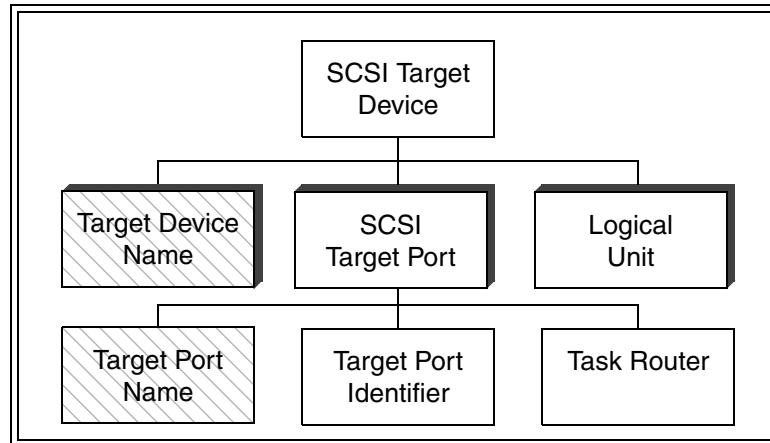 SCSI Target
Device
Target Device
Name
SCSI
Target Port
Logical
Unit
Target Port
Name
Target Port
Identifier
Task Router